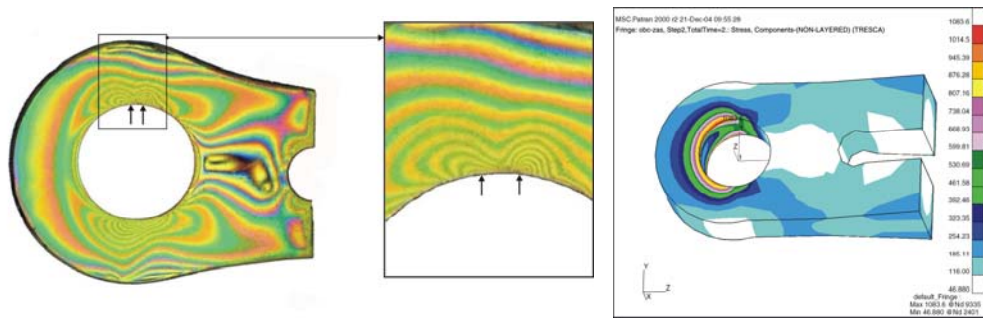 MSC.Patran 2000 r2 21-Dec-04 09:55:28
Fringe: obc-zas, Step2,TotalTime=2.: Stress, Components-(NON-LAYERED) (TRESCA)
1083.6
1014.5
945.39
876.28
807.16
738.04
668.93
599.81
530.69
461.58
392.46
323.35
254.23
185.11
116.00
46.880
Z
Y
Z
X
default_Fringe :
Max 1083.6 @Nd 9335
Min 46.880 @Nd 2401